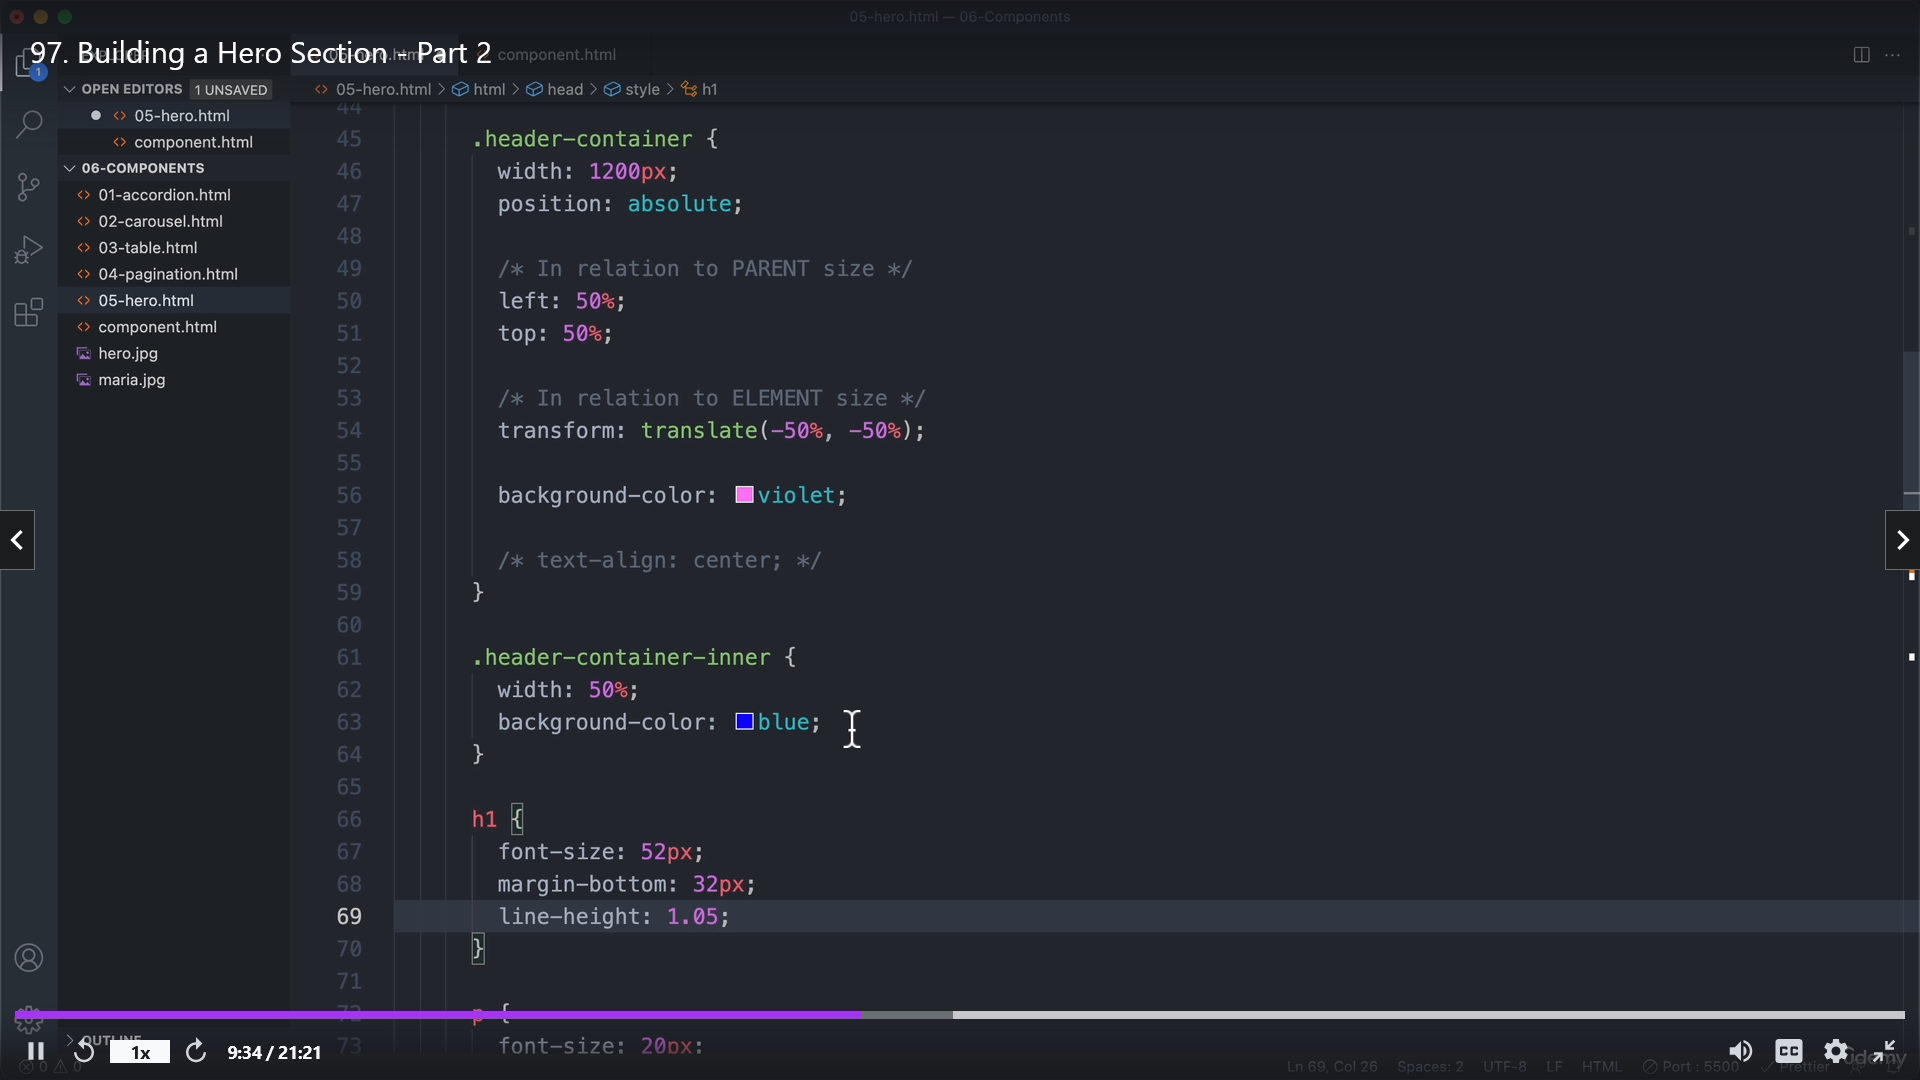 05-hero.html — 06-Components
97. Building a Hero Section - Part 2
component.html
1
OPEN EDITORS 1 UNSAVED
05-hero.html > html > head > style > h1
05-hero.html
component.html
06-COMPONENTS
01-accordion.html
02-carousel.html
03-table.html
04-pagination.html
05-hero.html
component.html
hero.jpg
maria.jpg
44
45 .header-container {
46 width: 1200px;
47 position: absolute;
48
49 /* In relation to PARENT size */
50 left: 50%;
51 top: 50%;
52
53 /* In relation to ELEMENT size */
54 transform: translate(-50%, -50%);
55
56 background-color: violet;
57
58 /* text-align: center; */
59 }
60
61 .header-container-inner {
62 width: 50%;
63 background-color: blue;
64 }
65
66 h1 {
67 font-size: 52px;
68 margin-bottom: 32px;
69 line-height: 1.05;
70 }
71
72 p {
73 font-size: 20px;
OUTLINE
1x
9:34 / 21:21
CC
0 0
Ln 69, Col 26 Spaces: 2 UTF-8 LF HTML Port : 5500 Prettier
Udemy